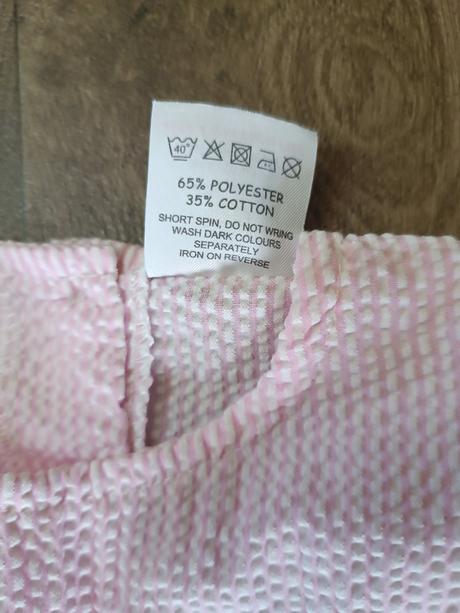 40°
65% POLYESTER
35% COTTON
SHORT SPIN, DO NOT WRING
WASH DARK COLOURS
SEPARATELY
IRON ON REVERSE